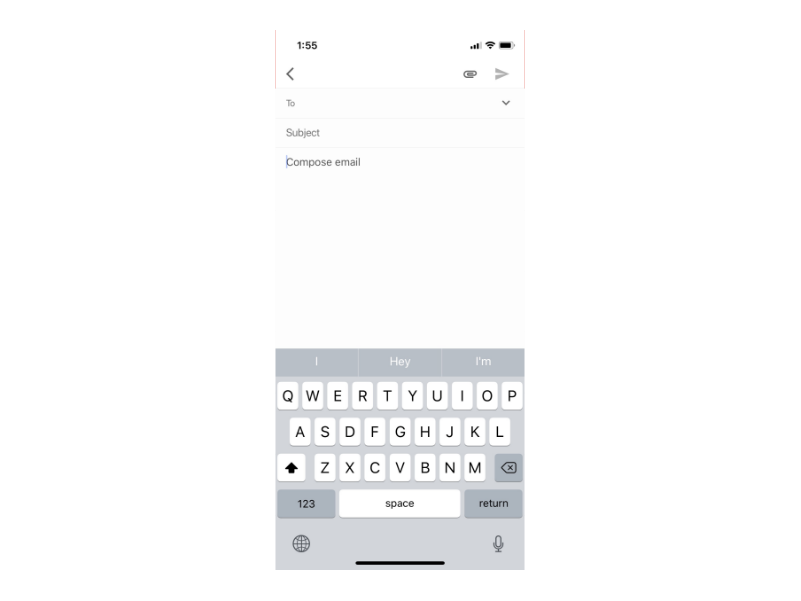 1:55
To
Subject
Compose email
I Hey I'm
Q W E R T Y U I O P
A S D F G H J K L
Z X C V B N M
123 space return